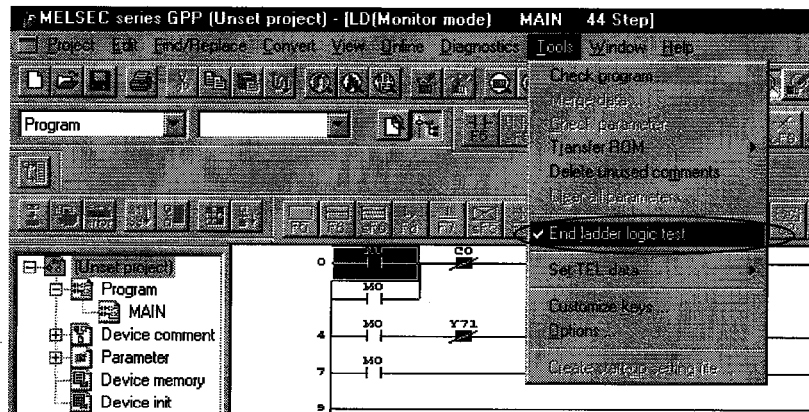 MELSEC series GPP (Unset project) - [LD(Monitor mode) MAIN 44 Step]
Project Edit Find/Replace Convert View Online Diagnostics Tools Window Help
Check program...
Merge data...
Check parameter
Transfer ROM
Delete unused comments
Clear all parameters
✓ End ladder logic test
Set TEL data
Customize keys...
Options...
Create startup setting file
Program
F5
F6
F7
(Unset project)
Program
MAIN
Device comment
Parameter
Device memory
Device init
0 C0
M0
4 M0 Y71
7 M0
9